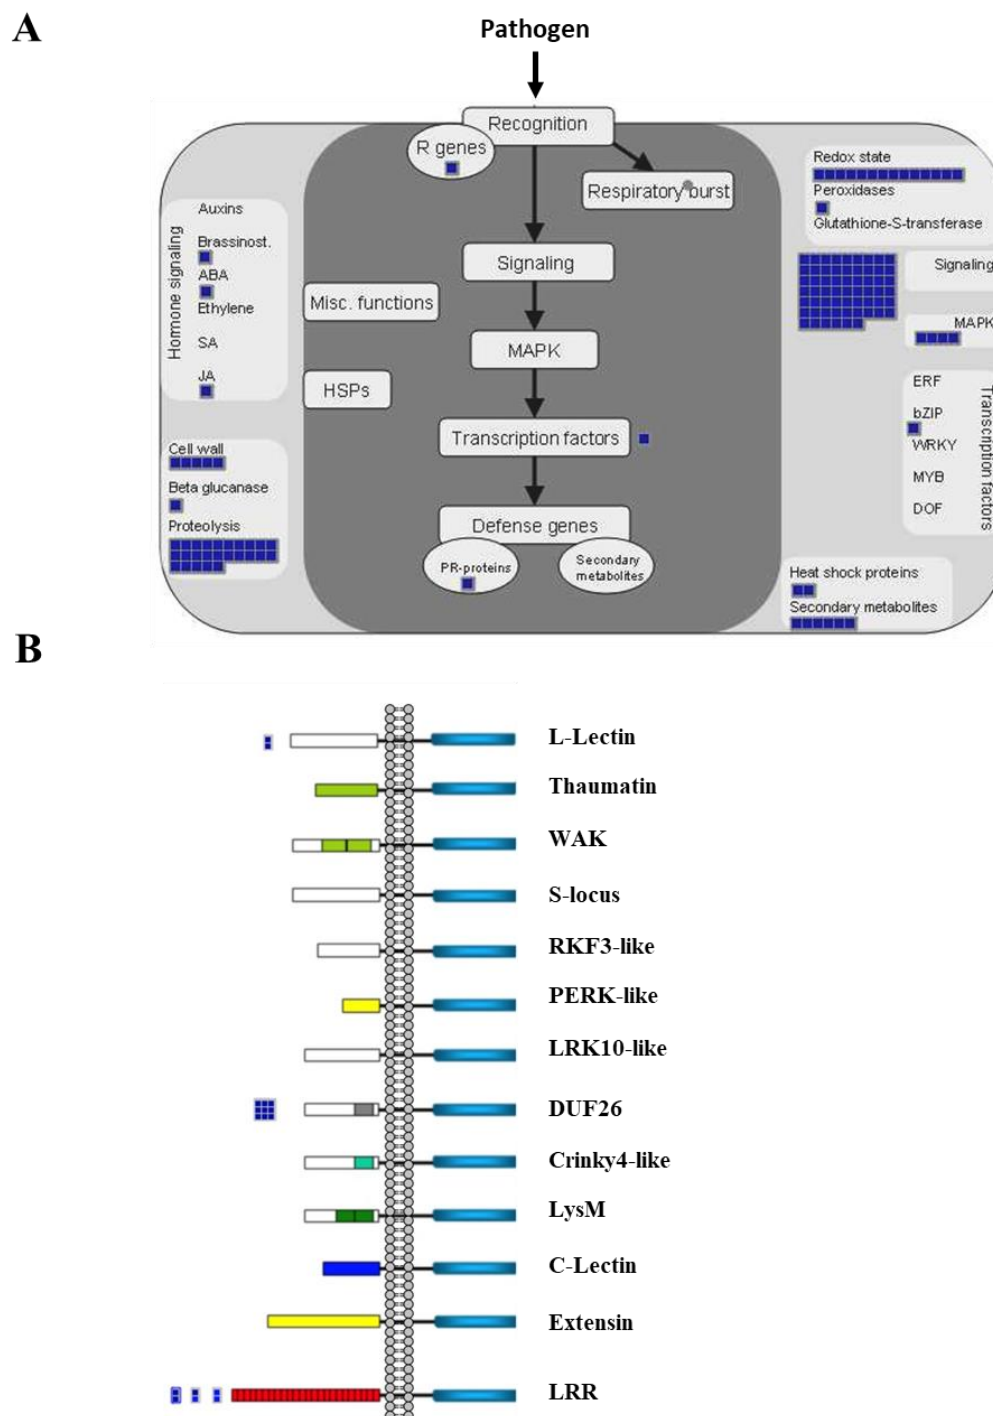 A
Pathogen
Recognition
R genes
Respiratory burst
Signaling
Misc. functions
MAPK
HSPs
Transcription factors
Defense genes
PR-proteins
Secondary
metabolites
Hormone signaling
Auxins
Brassinost.
ABA
Ethylene
SA
JA
Cell wall
Beta glucanase
Proteolysis
Redox state
Peroxidases
Glutathione-S-transferase
Signaling
MAPK
ERF
bZIP
WRKY
MYB
DOF
Transcription factors
Heat shock proteins
Secondary metabolites
B
L-Lectin
Thaumatin
WAK
S-locus
RKF3-like
PERK-like
LRK10-like
DUF26
Crinky4-like
LysM
C-Lectin
Extensin
LRR